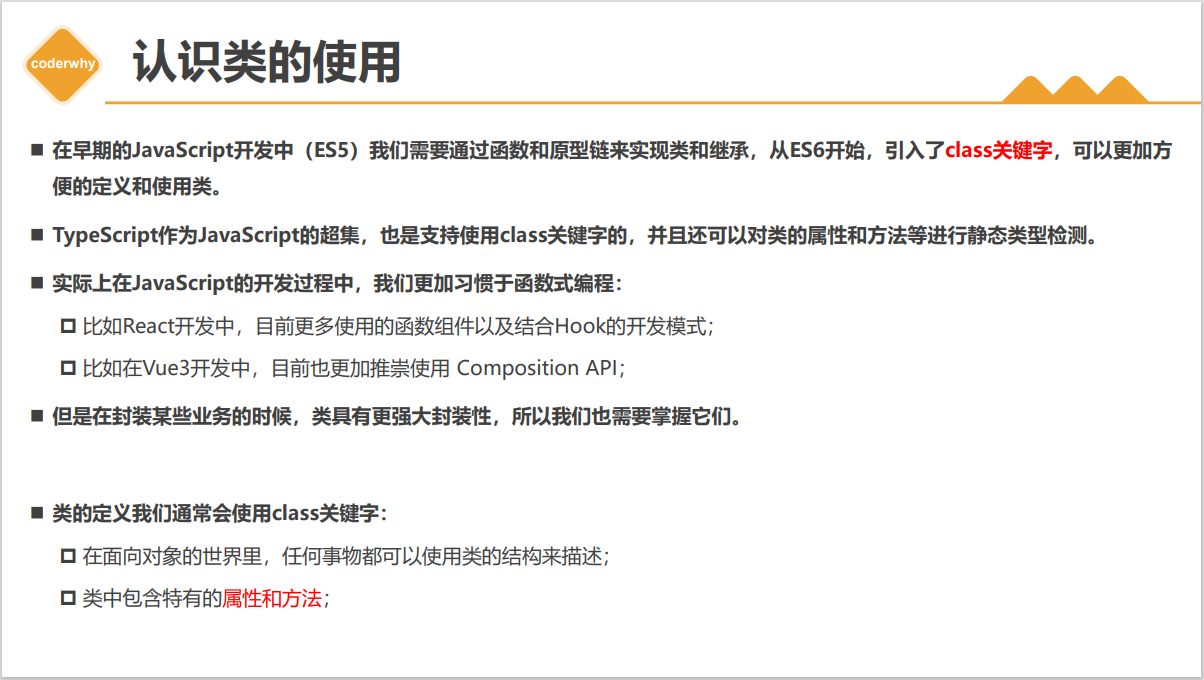 coderwhy
认识类的使用
在早期的JavaScript开发中（ES5）我们需要通过函数和原型链来实现类和继承，从ES6开始，引入了class关键字，可以更加方
便的定义和使用类。
TypeScript作为JavaScript的超集，也是支持使用class关键字的，并且还可以对类的属性和方法等进行静态类型检测。
实际上在JavaScript的开发过程中，我们更加习惯于函数式编程：
比如React开发中，目前更多使用的函数组件以及结合Hook的开发模式；
比如在Vue3开发中，目前也更加推崇使用 Composition API；
但是在封装某些业务的时候，类具有更强大封装性，所以我们也需要掌握它们。
类的定义我们通常会使用class关键字：
在面向对象的世界里，任何事物都可以使用类的结构来描述；
类中包含特有的属性和方法；